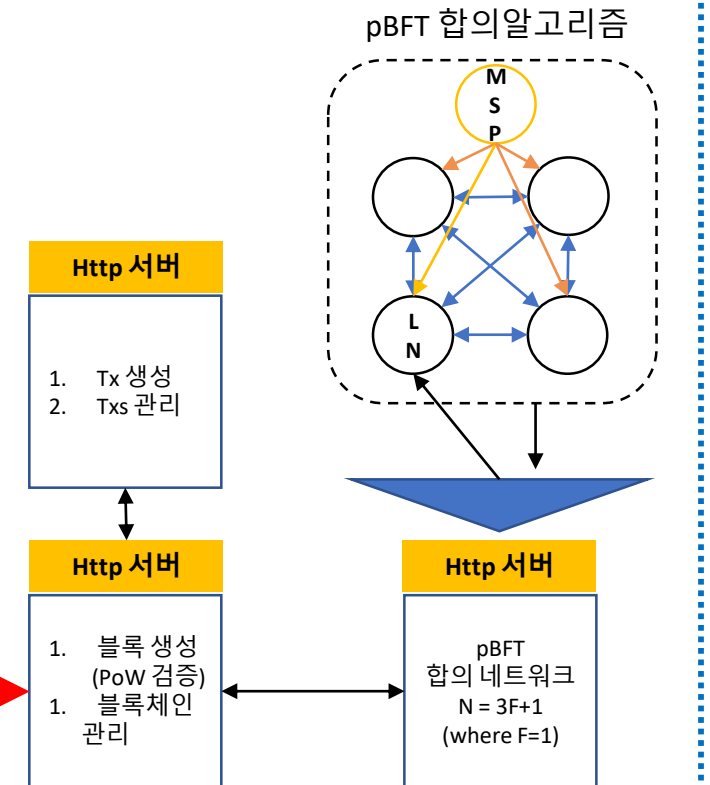 pBFT 합의알고리즘
M
S
P
L
N
Http 서버
1. Tx 생성
2. Txs 관리
Http 서버
1. 블록 생성
(PoW 검증)
1. 블록체인
관리
Http 서버
pBFT
합의 네트워크
N = 3F+1
(where F=1)